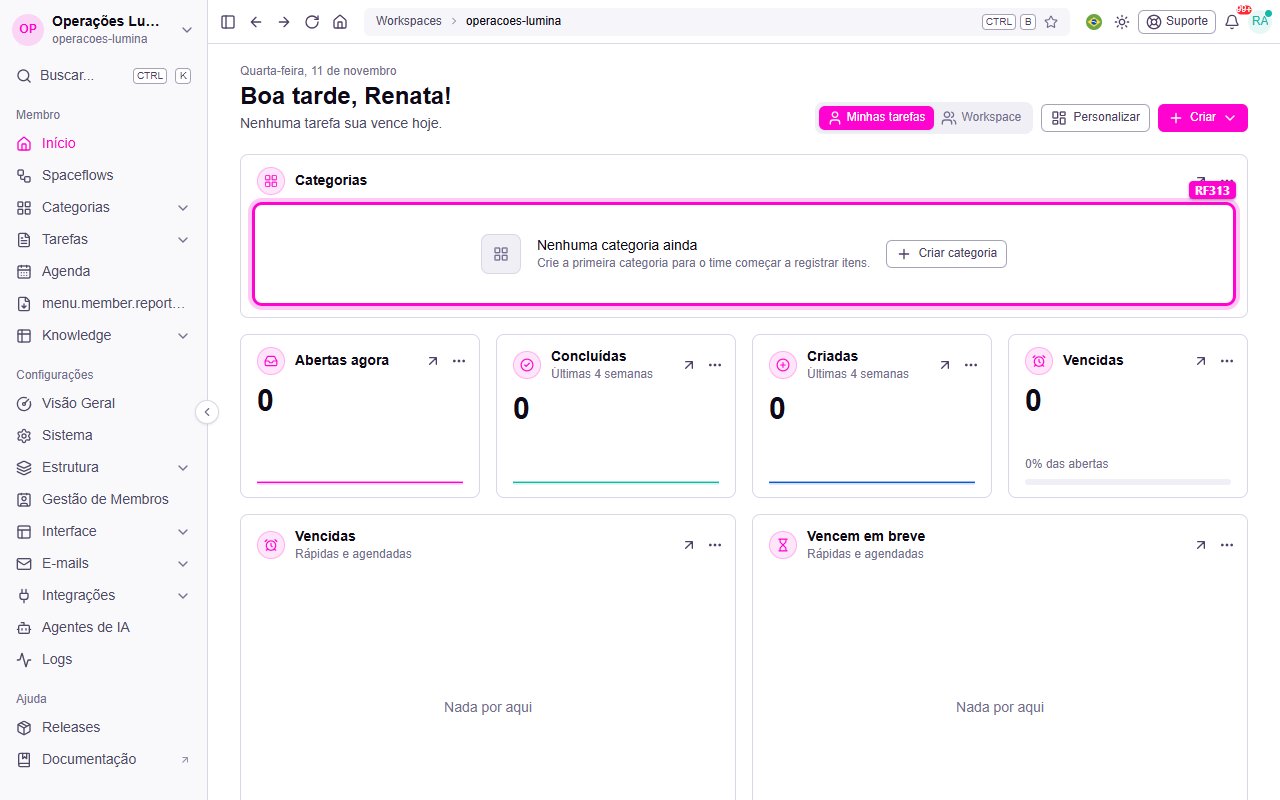 OP
Operações Lu...
operacoes-lumina
Buscar... CTRL K
Membro
Início
Spaceflows
Categorias
Tarefas
Agenda
menu.member.report...
Knowledge
Configurações
Visão Geral
Sistema
Estrutura
Gestão de Membros
Interface
E-mails
Integrações
Agentes de IA
Logs
Ajuda
Releases
Documentação
Workspaces > operacoes-lumina CTRL B
Suporte 99+ RA
Quarta-feira, 11 de novembro
Boa tarde, Renata!
Nenhuma tarefa sua vence hoje.
Minhas tarefas Workspace Personalizar + Criar
Categorias
RF313
Nenhuma categoria ainda
Crie a primeira categoria para o time começar a registrar itens.
+ Criar categoria
Abertas agora
0
Concluídas
Últimas 4 semanas
0
Criadas
Últimas 4 semanas
0
Vencidas
0
0% das abertas
Vencidas
Rápidas e agendadas
Nada por aqui
Vencem em breve
Rápidas e agendadas
Nada por aqui